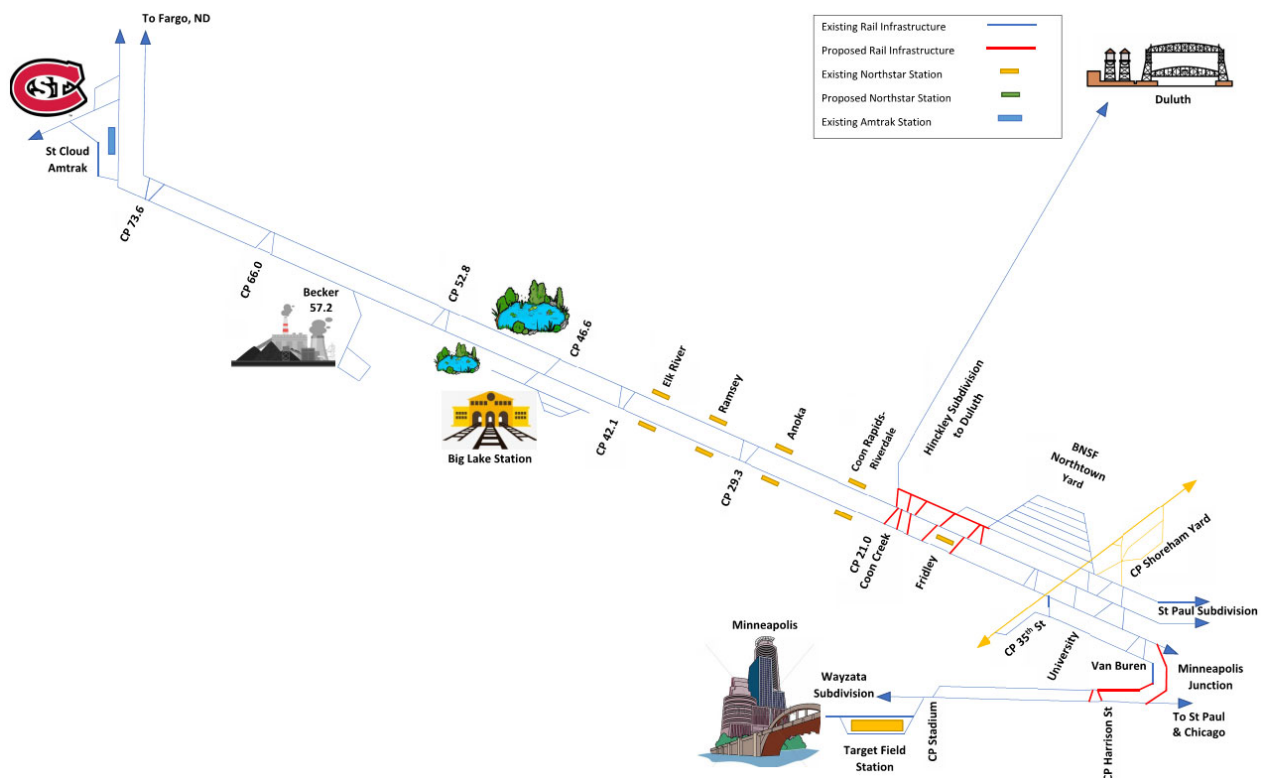 To Fargo, ND
Existing Rail Infrastructure
Proposed Rail Infrastructure
Existing Northstar Station
Proposed Northstar Station
Existing Amtrak Station
Duluth
C
ST
St Cloud
Amtrak
CP 73.6
CP 66.0
Becker
57.2
CP 52.8
CP 46.6
Big Lake Station
CP 42.1
Elk River
Ramsey
CP 29.3
Anoka
Coon Rapids-
Riverdale
Hinckley Subdivision
to Duluth
CP 21.0
Coon Creek
Fridley
BNSF
Northtown
Yard
CP Shoreham Yard
St Paul Subdivision
CP 35th St
University
Van Buren
Minneapolis
Junction
Minneapolis
Wayzata
Subdivision
Target Field
Station
CP Stadium
CP Harrison St
To St Paul
& Chicago